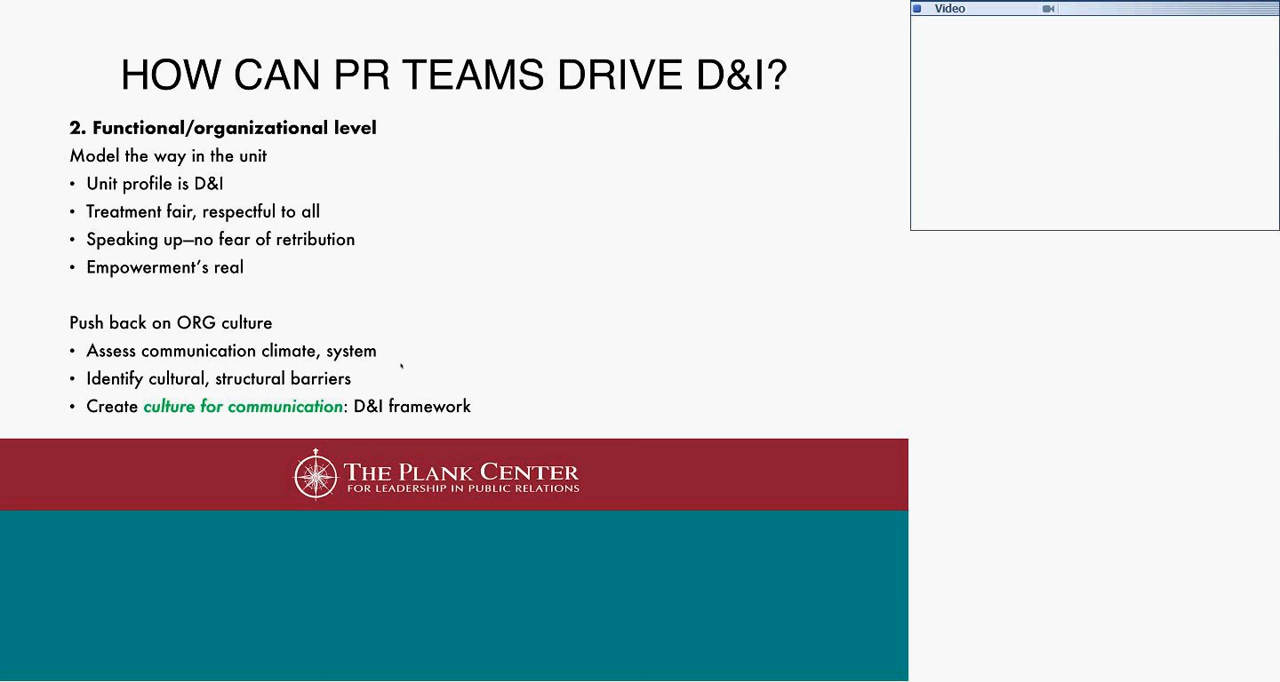 HOW CAN PR TEAMS DRIVE D&I?
2. Functional/organizational level
Model the way in the unit
• Unit profile is D&I
• Treatment fair, respectful to all
• Speaking up—no fear of retribution
• Empowerment’s real
Push back on ORG culture
• Assess communication climate, system
• Identify cultural, structural barriers
• Create culture for communication: D&I framework
THE PLANK CENTER
FOR LEADERSHIP IN PUBLIC RELATIONS
Video